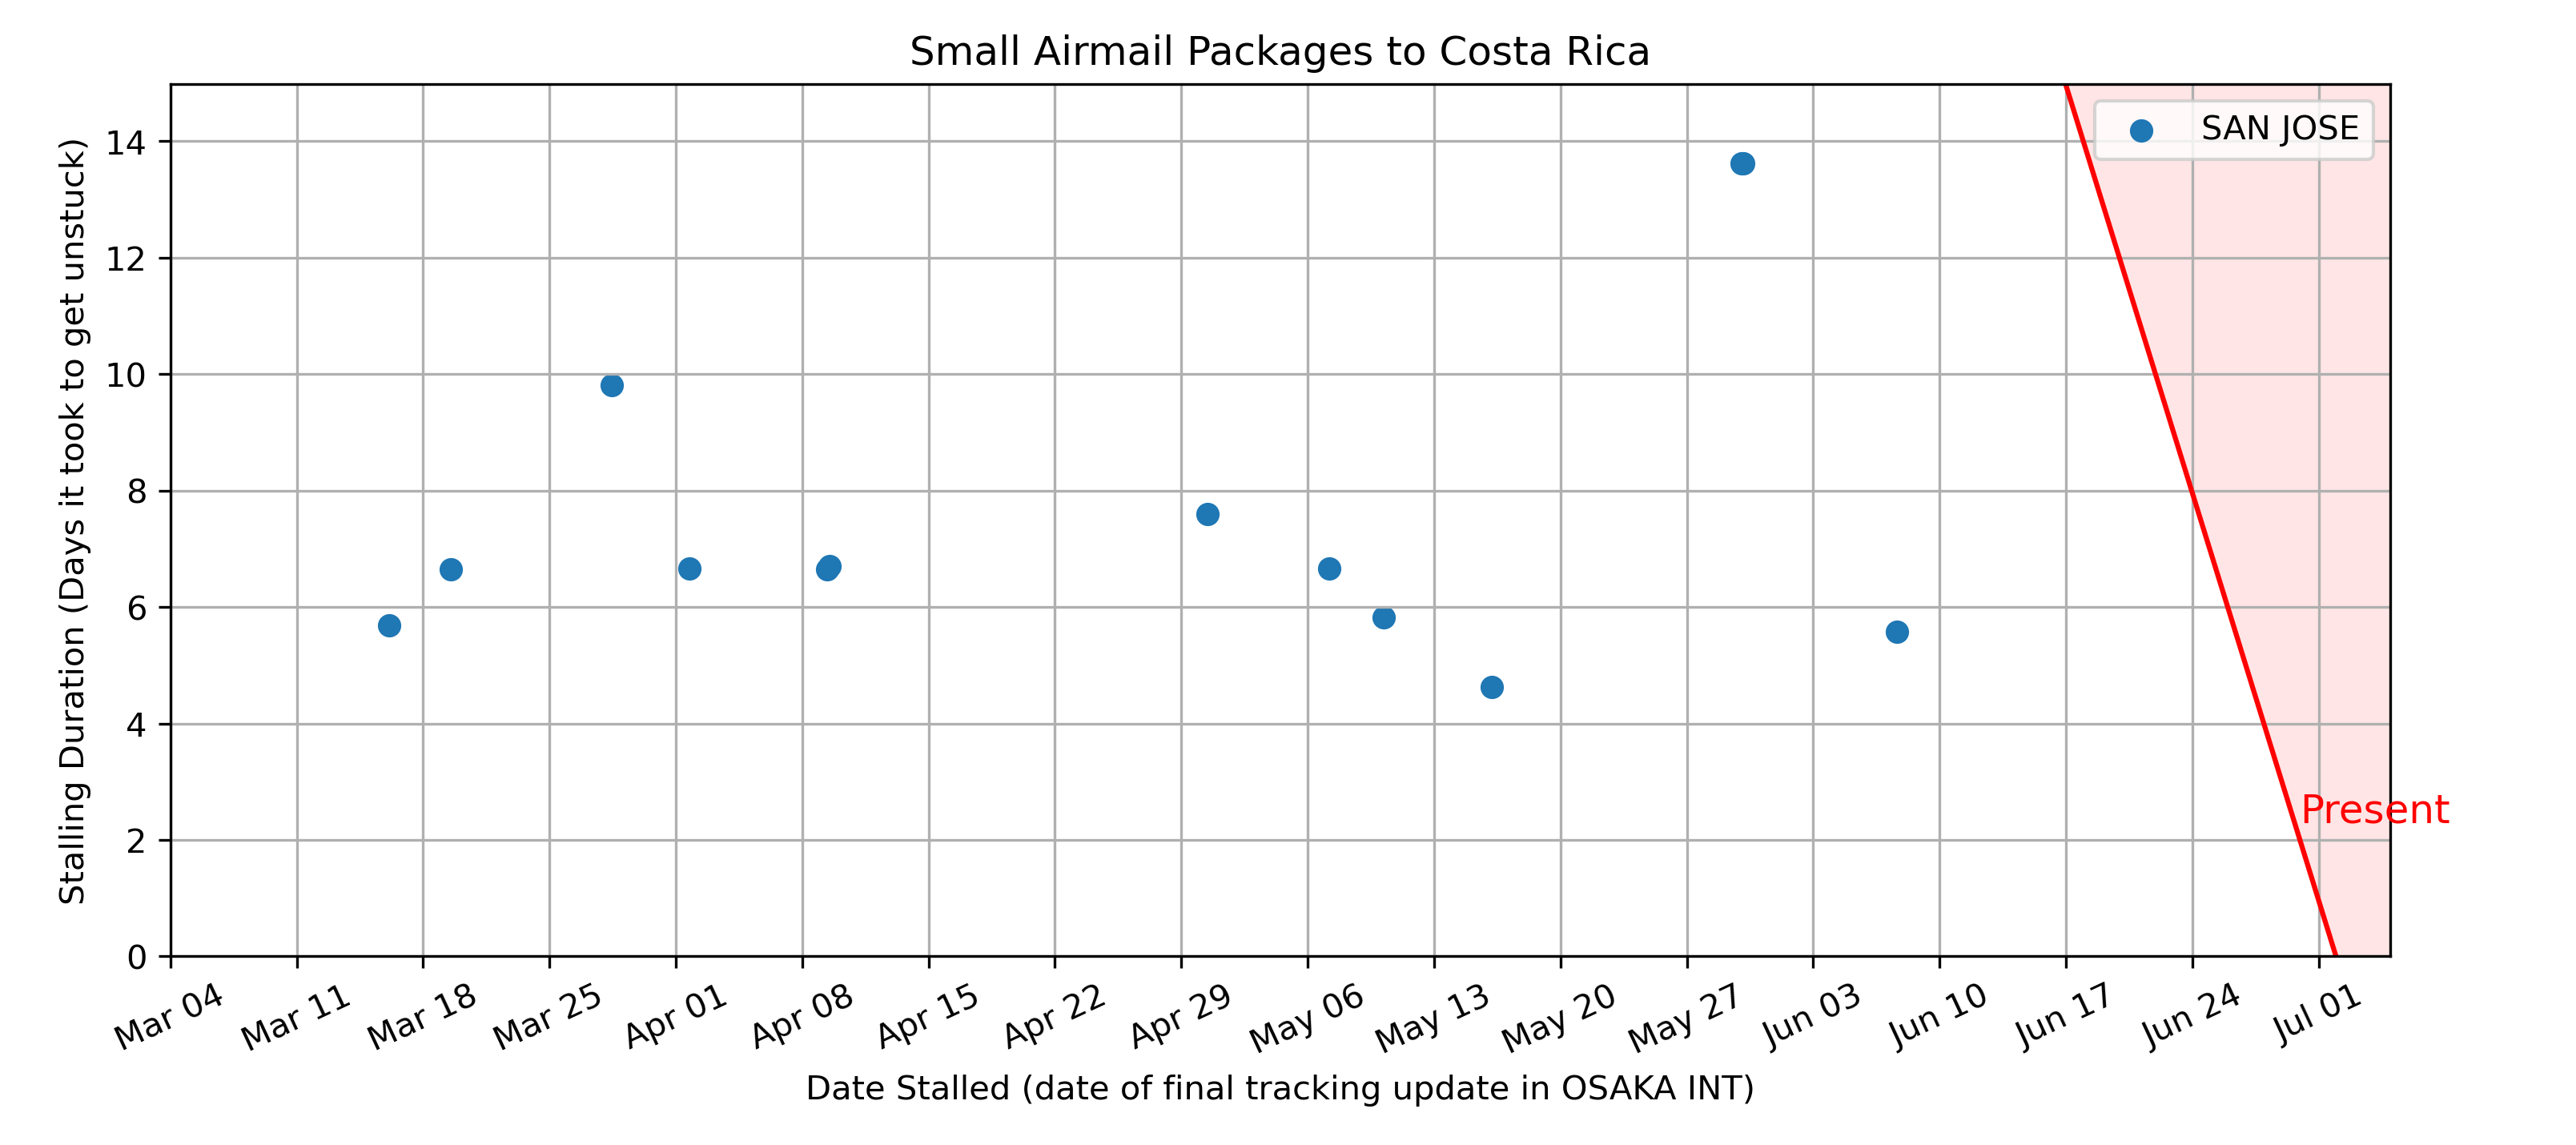 Small Airmail Packages to Costa Rica
SAN JOSE
Stalling Duration (Days it took to get unstuck)
14
12
10
8
6
4
2
0
Present
Mar 04 Mar 11 Mar 18 Mar 25 Apr 01 Apr 08 Apr 15 Apr 22 Apr 29 May 06 May 13 May 20 May 27 Jun 03 Jun 10 Jun 17 Jun 24 Jul 01
Date Stalled (date of final tracking update in OSAKA INT)